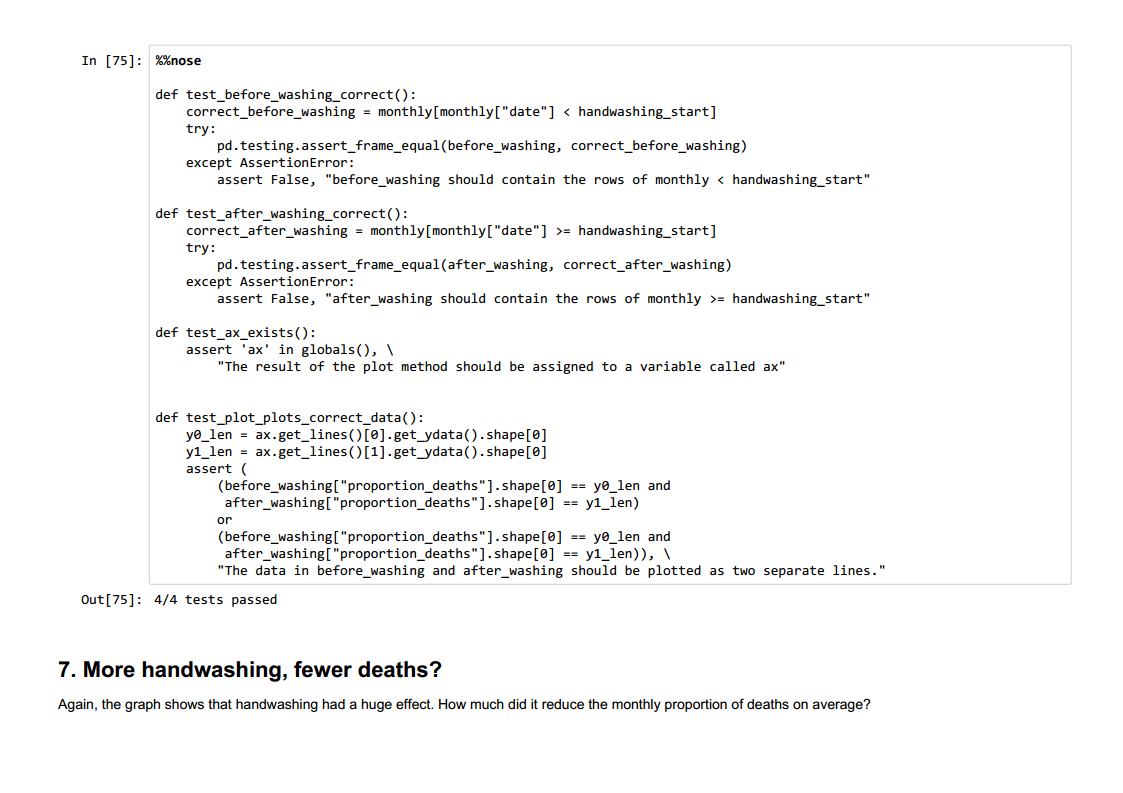 In [75]: %%nose
def test_before_washing_correct():
    correct_before_washing = monthly[monthly["date"] < handwashing_start]
    try:
        pd.testing.assert_frame_equal(before_washing, correct_before_washing)
    except AssertionError:
        assert False, "before_washing should contain the rows of monthly < handwashing_start"
def test_after_washing_correct():
    correct_after_washing = monthly[monthly["date"] >= handwashing_start]
    try:
        pd.testing.assert_frame_equal(after_washing, correct_after_washing)
    except AssertionError:
        assert False, "after_washing should contain the rows of monthly >= handwashing_start"
def test_ax_exists():
    assert 'ax' in globals(), \
        "The result of the plot method should be assigned to a variable called ax"
def test_plot_plots_correct_data():
    y0_len = ax.get_lines()[0].get_ydata().shape[0]
    y1_len = ax.get_lines()[1].get_ydata().shape[0]
    assert (
        (before_washing["proportion_deaths"].shape[0] == y0_len and
         after_washing["proportion_deaths"].shape[0] == y1_len)
        or
        (before_washing["proportion_deaths"].shape[0] == y0_len and
         after_washing["proportion_deaths"].shape[0] == y1_len)), \
        "The data in before_washing and after_washing should be plotted as two separate lines."
Out[75]: 4/4 tests passed
7. More handwashing, fewer deaths?
Again, the graph shows that handwashing had a huge effect. How much did it reduce the monthly proportion of deaths on average?